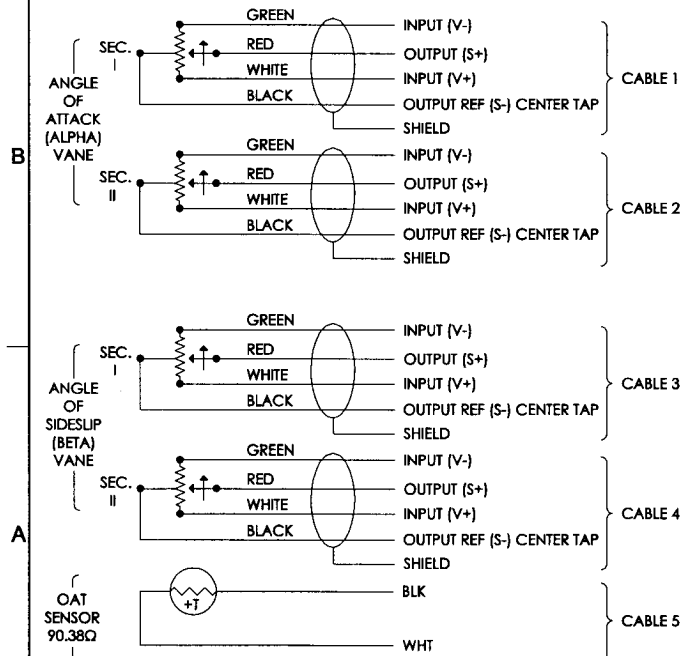 GREEN
INPUT (V-)
SEC.
I
RED
OUTPUT (S+)
WHITE
INPUT (V+)
CABLE 1
BLACK
OUTPUT REF (S-) CENTER TAP
SHIELD
ANGLE
OF
ATTACK
(ALPHA)
VANE
B
GREEN
INPUT (V-)
SEC.
II
RED
OUTPUT (S+)
WHITE
INPUT (V+)
CABLE 2
BLACK
OUTPUT REF (S-) CENTER TAP
SHIELD
GREEN
INPUT (V-)
SEC.
I
RED
OUTPUT (S+)
WHITE
INPUT (V+)
CABLE 3
BLACK
OUTPUT REF (S-) CENTER TAP
SHIELD
ANGLE
OF
SIDESLIP
(BETA)
VANE
GREEN
INPUT (V-)
SEC.
II
RED
OUTPUT (S+)
WHITE
INPUT (V+)
CABLE 4
BLACK
OUTPUT REF (S-) CENTER TAP
SHIELD
A
OAT
SENSOR
90.38Ω
+T
BLK
CABLE 5
WHT